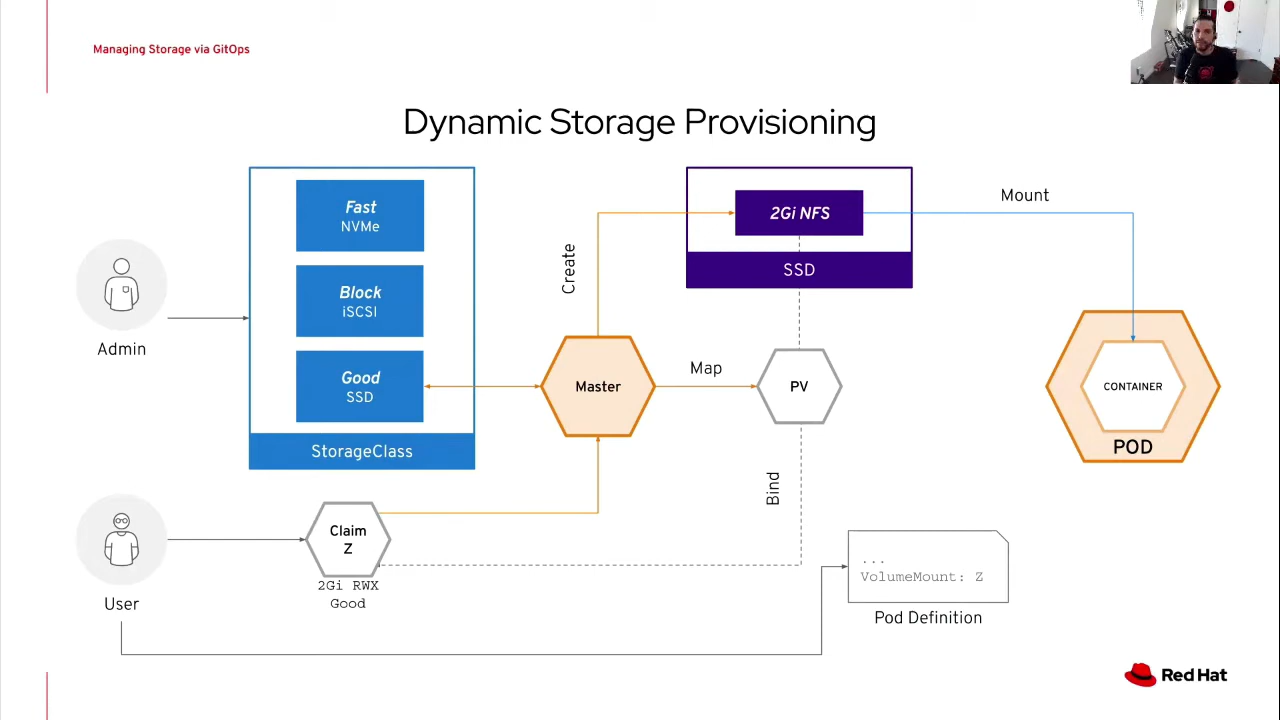 Managing Storage via GitOps
Dynamic Storage Provisioning
Fast
NVMe
Block
iSCSI
Good
SSD
StorageClass
Admin
Create
Master
Map
2Gi NFS
SSD
PV
Mount
CONTAINER
POD
User
Claim
Z
2Gi RWX
Good
Bind
...
VolumeMount: Z
Pod Definition
Red Hat